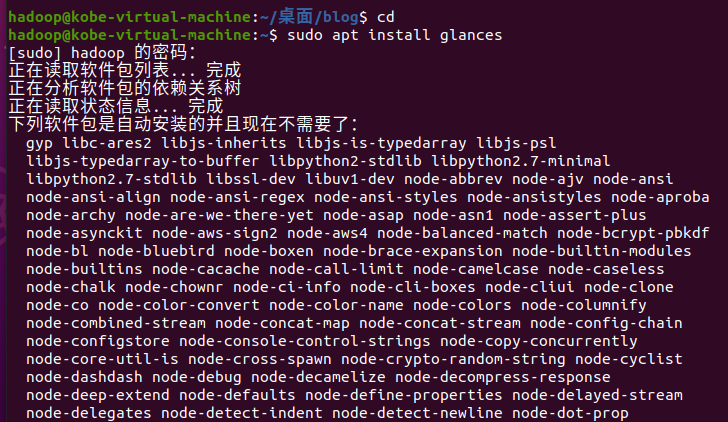 hadoop@kobe-virtual-machine:~/桌面/blog$ cd
hadoop@kobe-virtual-machine:~$ sudo apt install glances
[sudo] hadoop 的密码：
正在读取软件包列表... 完成
正在分析软件包的依赖关系树
正在读取状态信息... 完成
下列软件包是自动安装的并且现在不需要了：
gyp libc-ares2 libjs-inherits libjs-is-typedarray libjs-psl
libjs-typedarray-to-buffer libpython2-stdlib libpython2.7-minimal
libpython2.7-stdlib libssl-dev libuv1-dev node-abbrev node-ajv node-ansi
node-ansi-align node-ansi-regex node-ansi-styles node-ansistyles node-aproba
node-archy node-are-we-there-yet node-asap node-asn1 node-assert-plus
node-asynckit node-aws-sign2 node-aws4 node-balanced-match node-bcrypt-pbkdf
node-bl node-bluebird node-boxen node-brace-expansion node-builtin-modules
node-builtins node-cacache node-call-limit node-camelcase node-caseless
node-chalk node-chownr node-ci-info node-cli-boxes node-cliui node-clone
node-co node-color-convert node-color-name node-colors node-columnify
node-combined-stream node-concat-map node-concat-stream node-config-chain
node-configstore node-console-control-strings node-copy-concurrently
node-core-util-is node-cross-spawn node-crypto-random-string node-cyclist
node-dashdash node-debug node-decamelize node-decompress-response
node-deep-extend node-defaults node-define-properties node-delayed-stream
node-delegates node-detect-indent node-detect-newline node-dot-prop